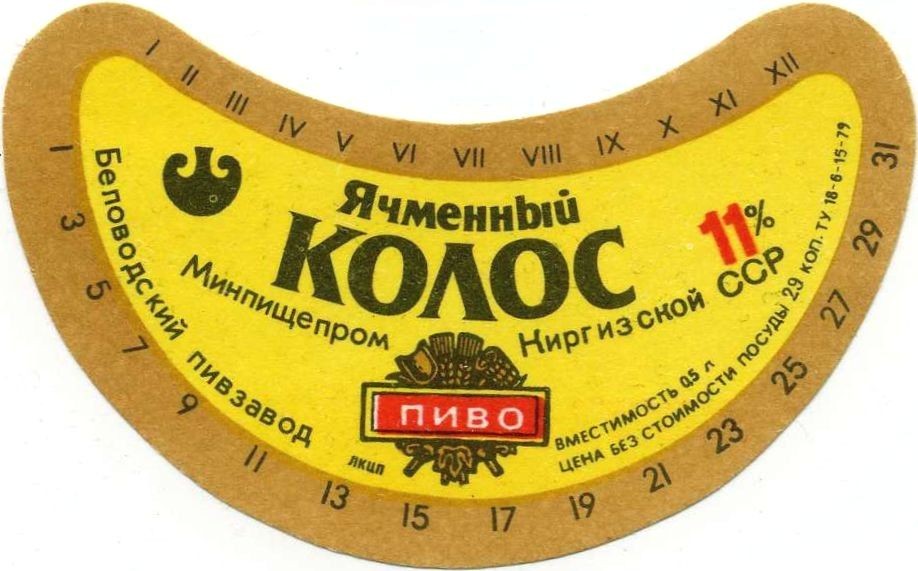 I II III IV V VI VII VIII IX X XI XII
Ячменный
КОЛОС
11%
Минпищепром Киргизской ССР
Беловодский пивзавод
ПИВО
ЛКЦП
ВМЕСТИМОСТЬ 0,5 Л
ЦЕНА БЕЗ СТОИМОСТИ ПОСУДЫ 29 КОП. ТУ 18-6-15-79
1 3 5 7 9 11 13 15 17 19 21 23 25 27 29 31